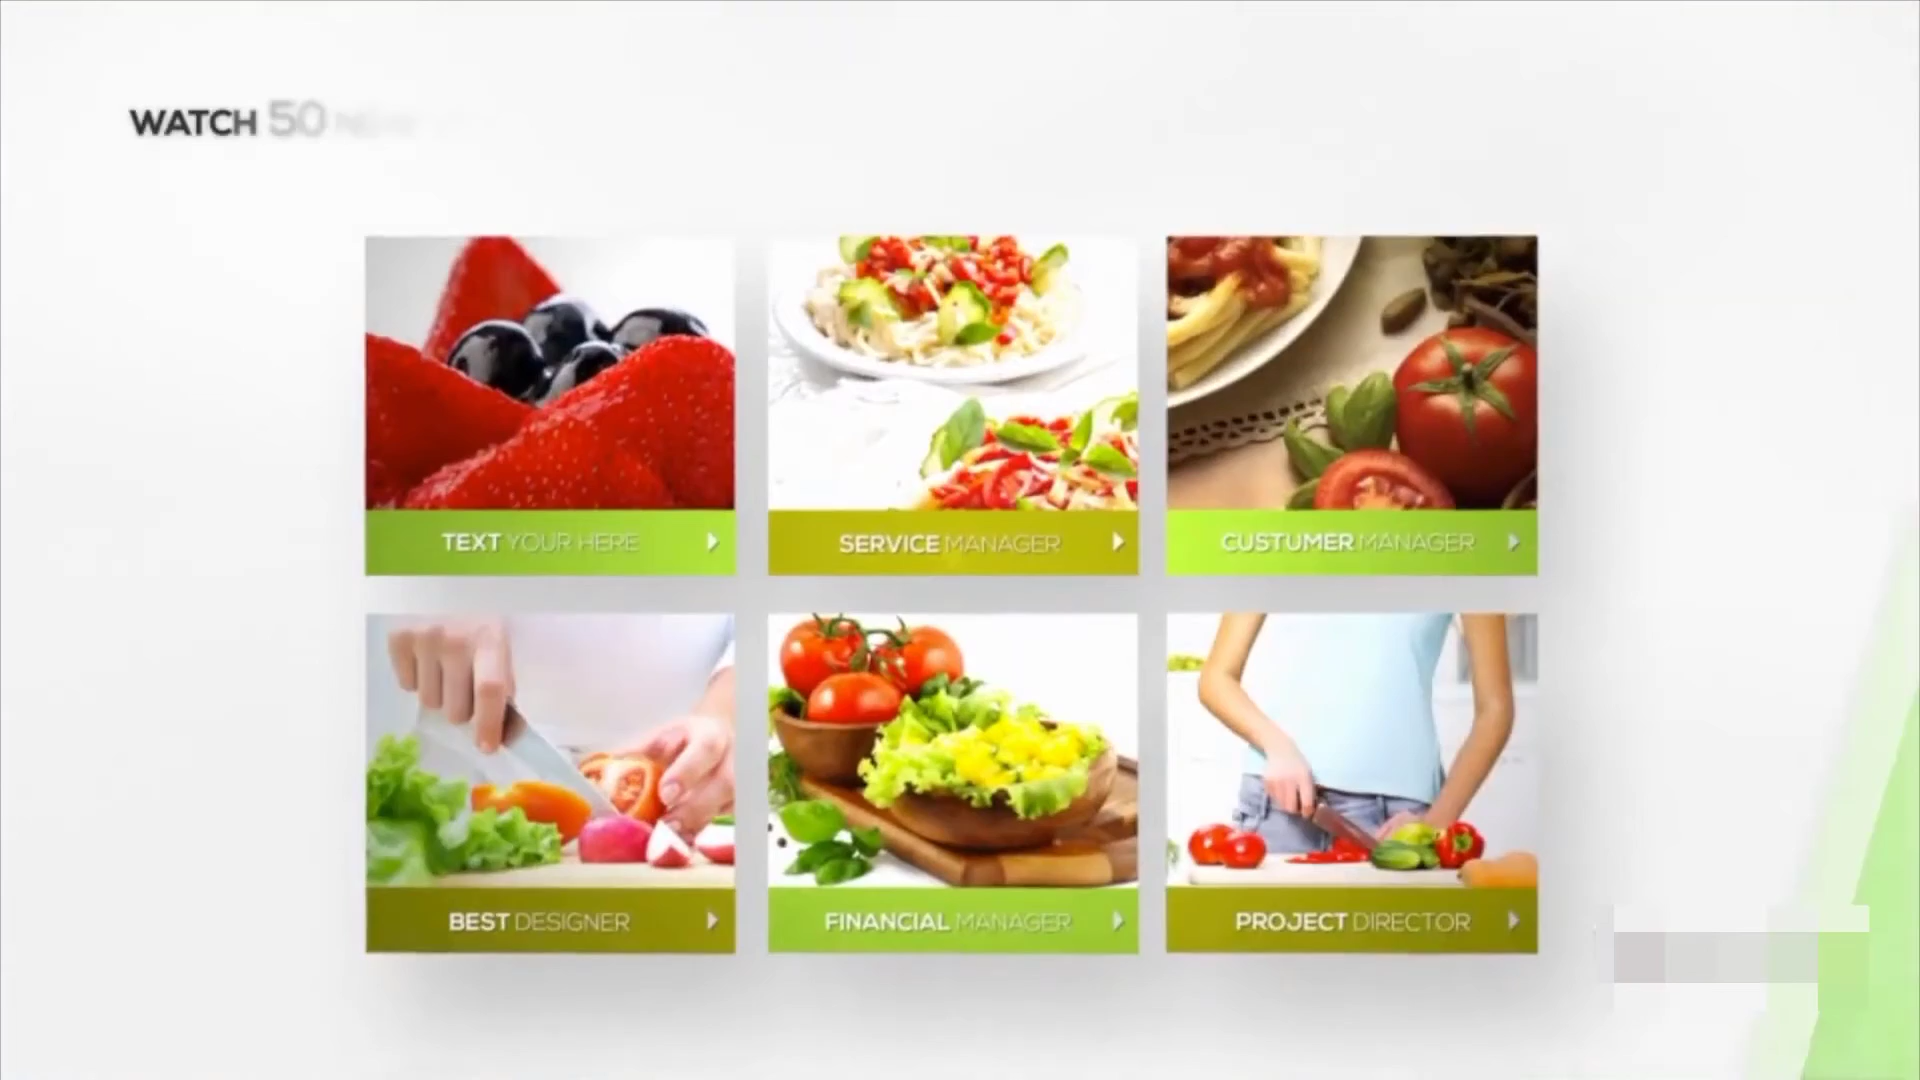 WATCH 50
TEXT YOUR HERE
SERVICE MANAGER
CUSTUMER MANAGER
BEST DESIGNER
FINANCIAL MANAGER
PROJECT DIRECTOR